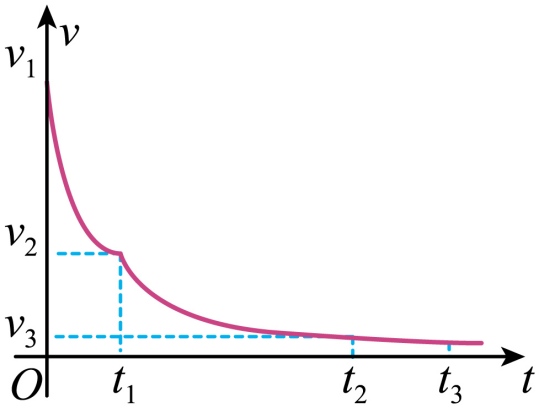 v
v₁
v₂
v₃
O t₁ t₂ t₃ t